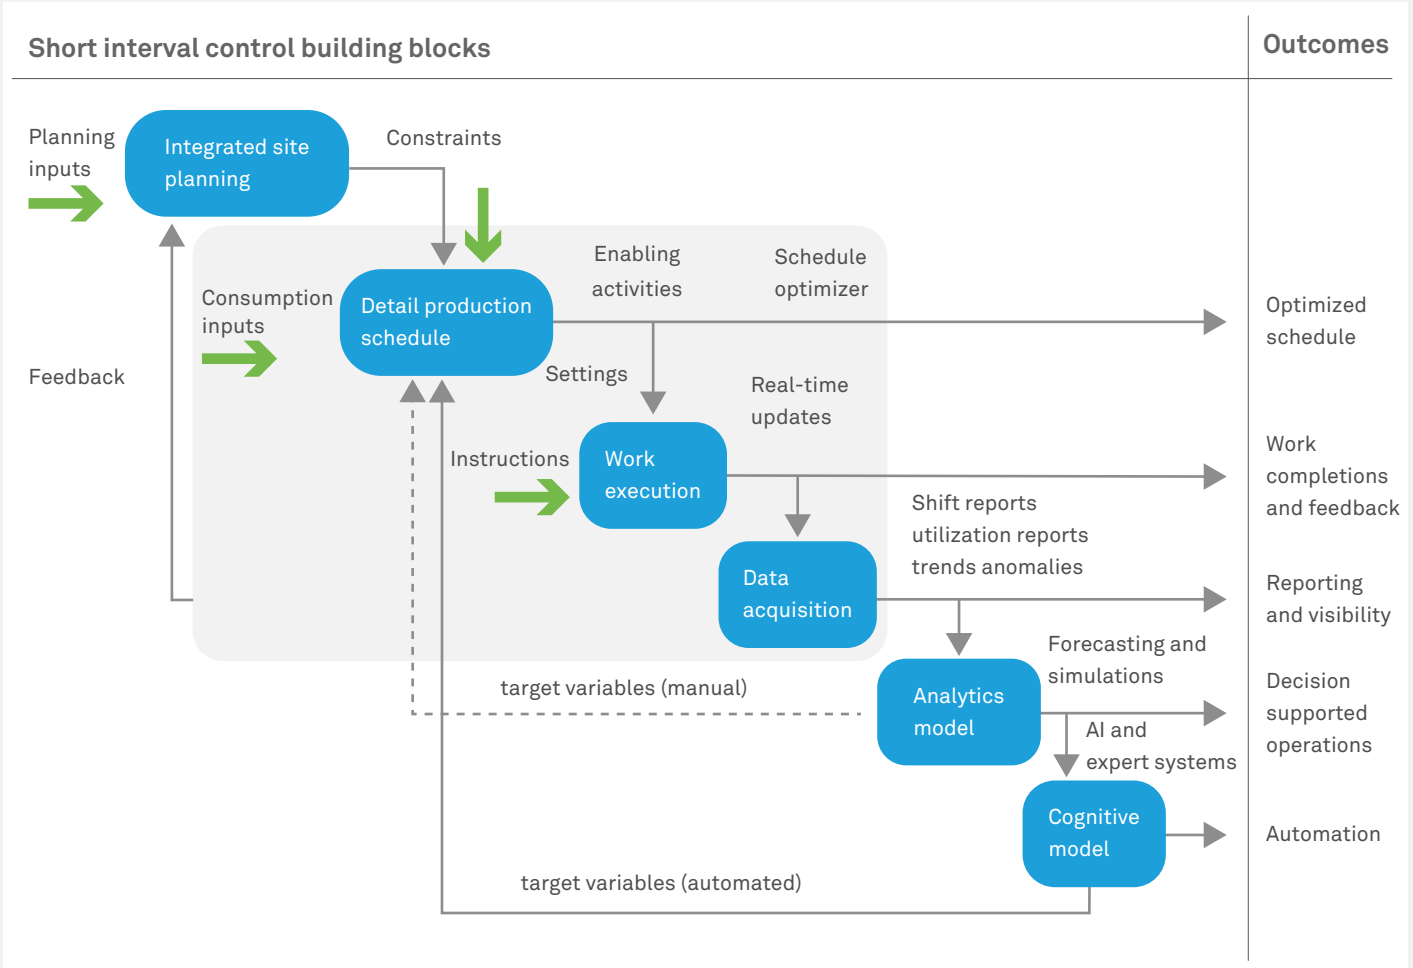 Short interval control building blocks
Outcomes
Planning
inputs
Integrated site
planning
Constraints
Enabling
activities
Schedule
optimizer
Consumption
inputs
Detail production
schedule
Optimized
schedule
Feedback
Settings
Real-time
updates
Instructions
Work
execution
Work
completions
and feedback
Shift reports
utilization reports
trends anomalies
Data
acquisition
Reporting
and visibility
Forecasting and
simulations
target variables (manual)
Analytics
model
Decision
supported
operations
AI and
expert systems
Cognitive
model
Automation
target variables (automated)